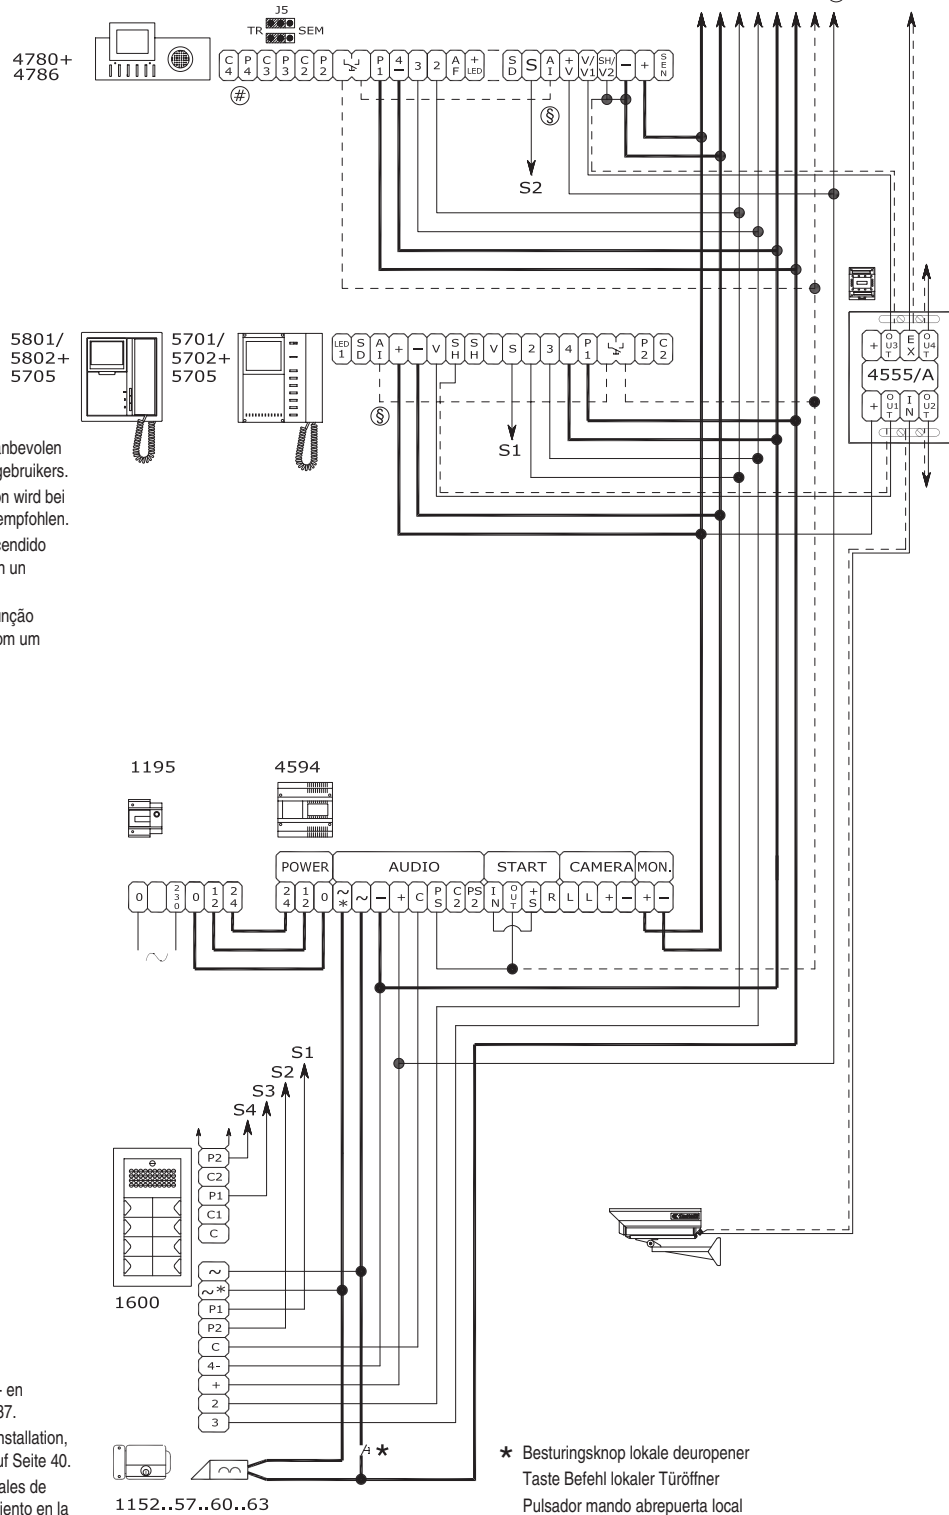 J5
TR SEM
4780+
4786
C4 P4 C3 P3 C2 P2 P1 4– 3 2 AF +LED SD S AI +V V/V1 SH/V2 – + SEN
#
§
S2
5801/
5802+
5705
5701/
5702+
5705
LED1 SD AI + – V SH SH V S 2 3 4 P1 P2 C2
§
S1
+ OUT3 EX OUT4
4555/A
+ OUT1 IN OUT2
anbevolen
gebruikers.
on wird bei
empfohlen.
cendido
n un
unção
om um
1195
4594
POWER AUDIO START CAMERA MON.
0 230 0 12 24
24 12 0 ~* ~ – + C PS C2 PS2 IN OUT +S R L L + – + –
~
S1
S2
S3
S4
P2
C2
P1
C1
C
~
~*
P1
P2
C
4-
+
2
3
1600
- en
37.
nstallation,
uf Seite 40.
ales de
iento en la
*
1152..57..60..63
* Besturingsknop lokale deuropener
Taste Befehl lokaler Türöffner
Pulsador mando abrepuerta local